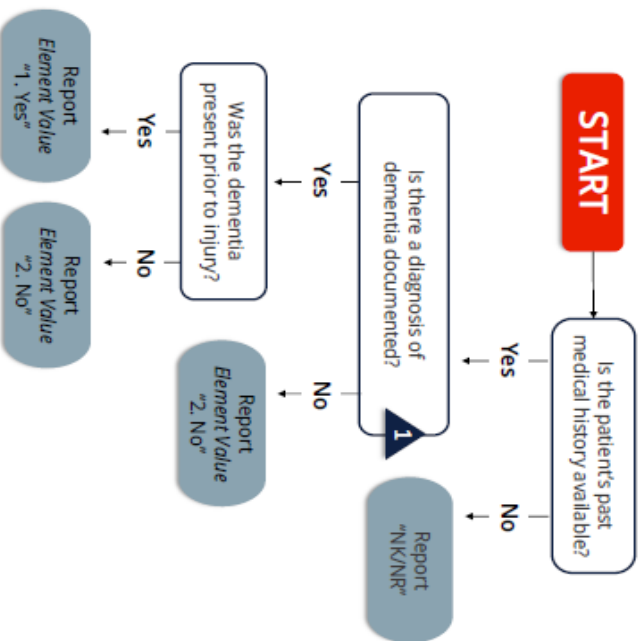 START
Is the patient's past
medical history available?
Yes
No
Is there a diagnosis of
dementia documented?
1
Report
"NK/NR"
Yes
No
Was the dementia
present prior to injury?
Report
Element Value
"2. No"
Yes
No
Report
Element Value
"1. Yes"
Report
Element Value
"2. No"